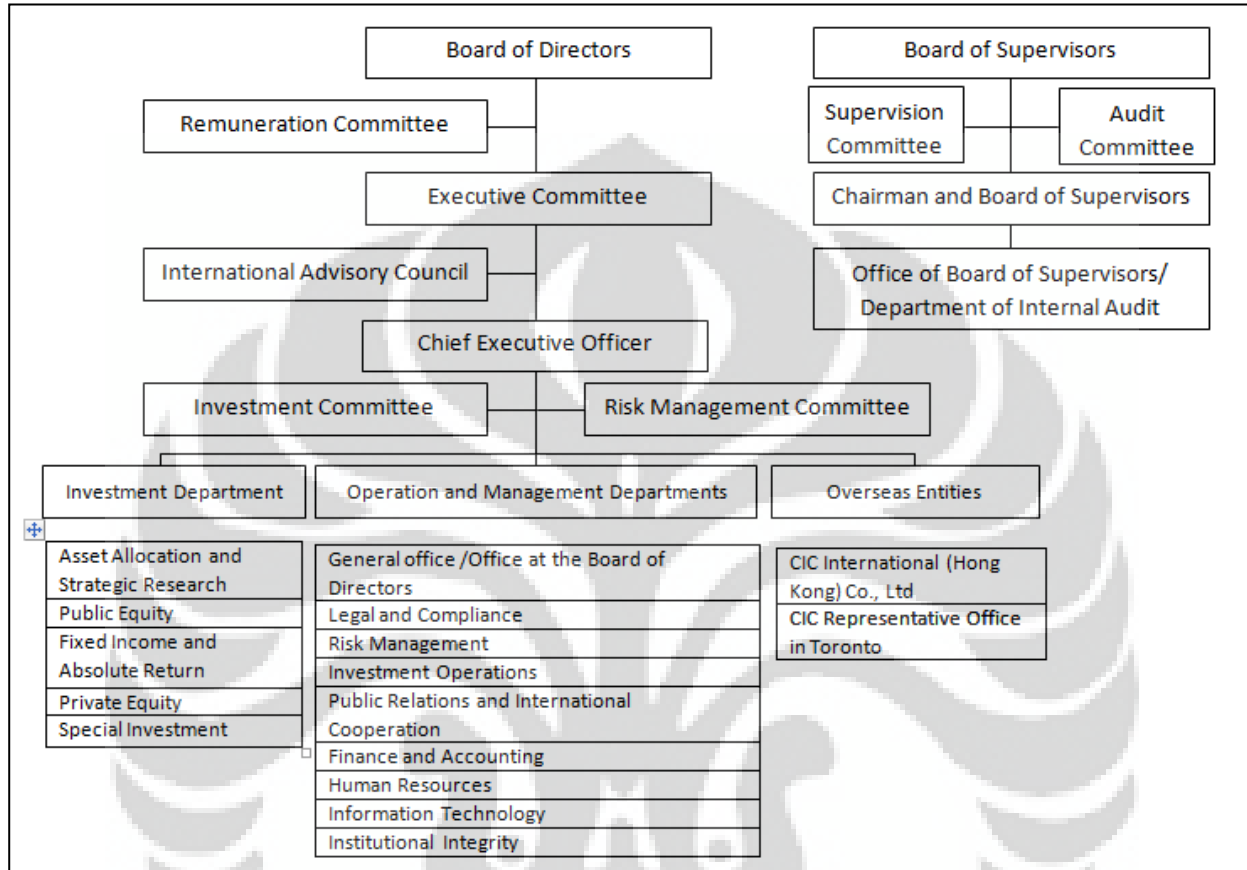 Board of Directors
Board of Supervisors
Remuneration Committee
Supervision
Committee
Audit
Committee
Executive Committee
Chairman and Board of Supervisors
International Advisory Council
Office of Board of Supervisors/
Department of Internal Audit
Chief Executive Officer
Investment Committee
Risk Management Committee
Investment Department
Operation and Management Departments
Overseas Entities
Asset Allocation and
Strategic Research
Public Equity
Fixed Income and
Absolute Return
Private Equity
Special Investment
General office /Office at the Board of
Directors
Legal and Compliance
Risk Management
Investment Operations
Public Relations and International
Cooperation
Finance and Accounting
Human Resources
Information Technology
Institutional Integrity
CIC International (Hong
Kong) Co., Ltd
CIC Representative Office
in Toronto